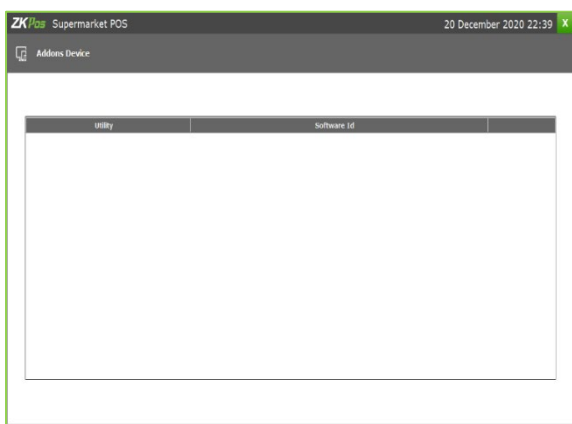 ZKPos Supermarket POS 20 December 2020 22:39 X
Addons Device
Utility Software Id